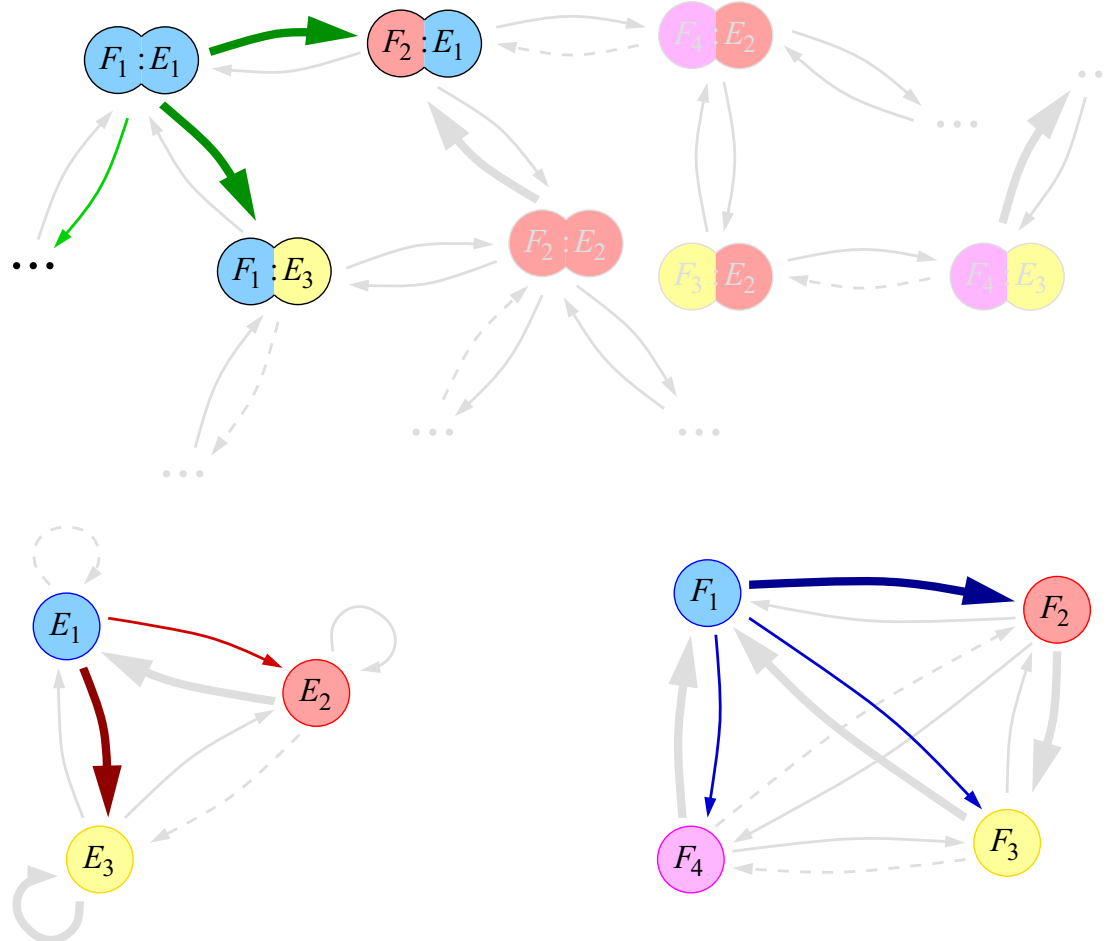 F₁ : E₁
F₂ : E₁
F₄ : E₂
...
...
...
F₁ : E₃
F₂ : E₂
F₃ : E₂
F₄ : E₃
...
...
...
E₁
E₂
E₃
F₁
F₂
F₄
F₃